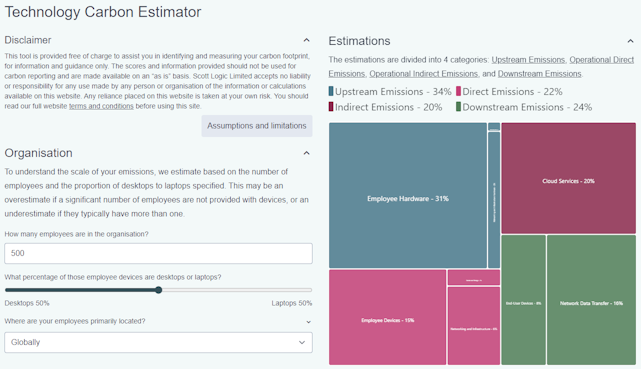 Technology Carbon Estimator
Disclaimer
This tool is provided free of charge to assist you in identifying and measuring your carbon footprint,
for information and guidance only. The scores and information provided should not be used for
carbon reporting and are made available on an "as is" basis. Scott Logic Limited accepts no liability
or responsibility for any use made by any person or organisation of the information or calculations
available on this website. Any reliance placed on this website is taken at your own risk. You should
read our full website terms and conditions before using this site.
Assumptions and limitations
Organisation
To understand the scale of your emissions, we estimate based on the number of
employees and the proportion of desktops to laptops specified. This may be an
overestimate if a significant number of employees are not provided with devices, or an
underestimate if they typically have more than one.
How many employees are in the organisation?
500
What percentage of those employee devices are desktops or laptops?
Desktops 50%
Laptops 50%
Where are your employees primarily located?
Globally
Estimations
The estimations are divided into 4 categories: Upstream Emissions, Operational Direct
Emissions, Operational Indirect Emissions, and Downstream Emissions.
Upstream Emissions - 34%
Direct Emissions - 22%
Indirect Emissions - 20%
Downstream Emissions - 24%
Employee Hardware - 31%
Cloud Services - 20%
Employee Devices - 15%
Networking and Infrastructure - 6%
End-User Devices - 8%
Network Data Transfer - 16%